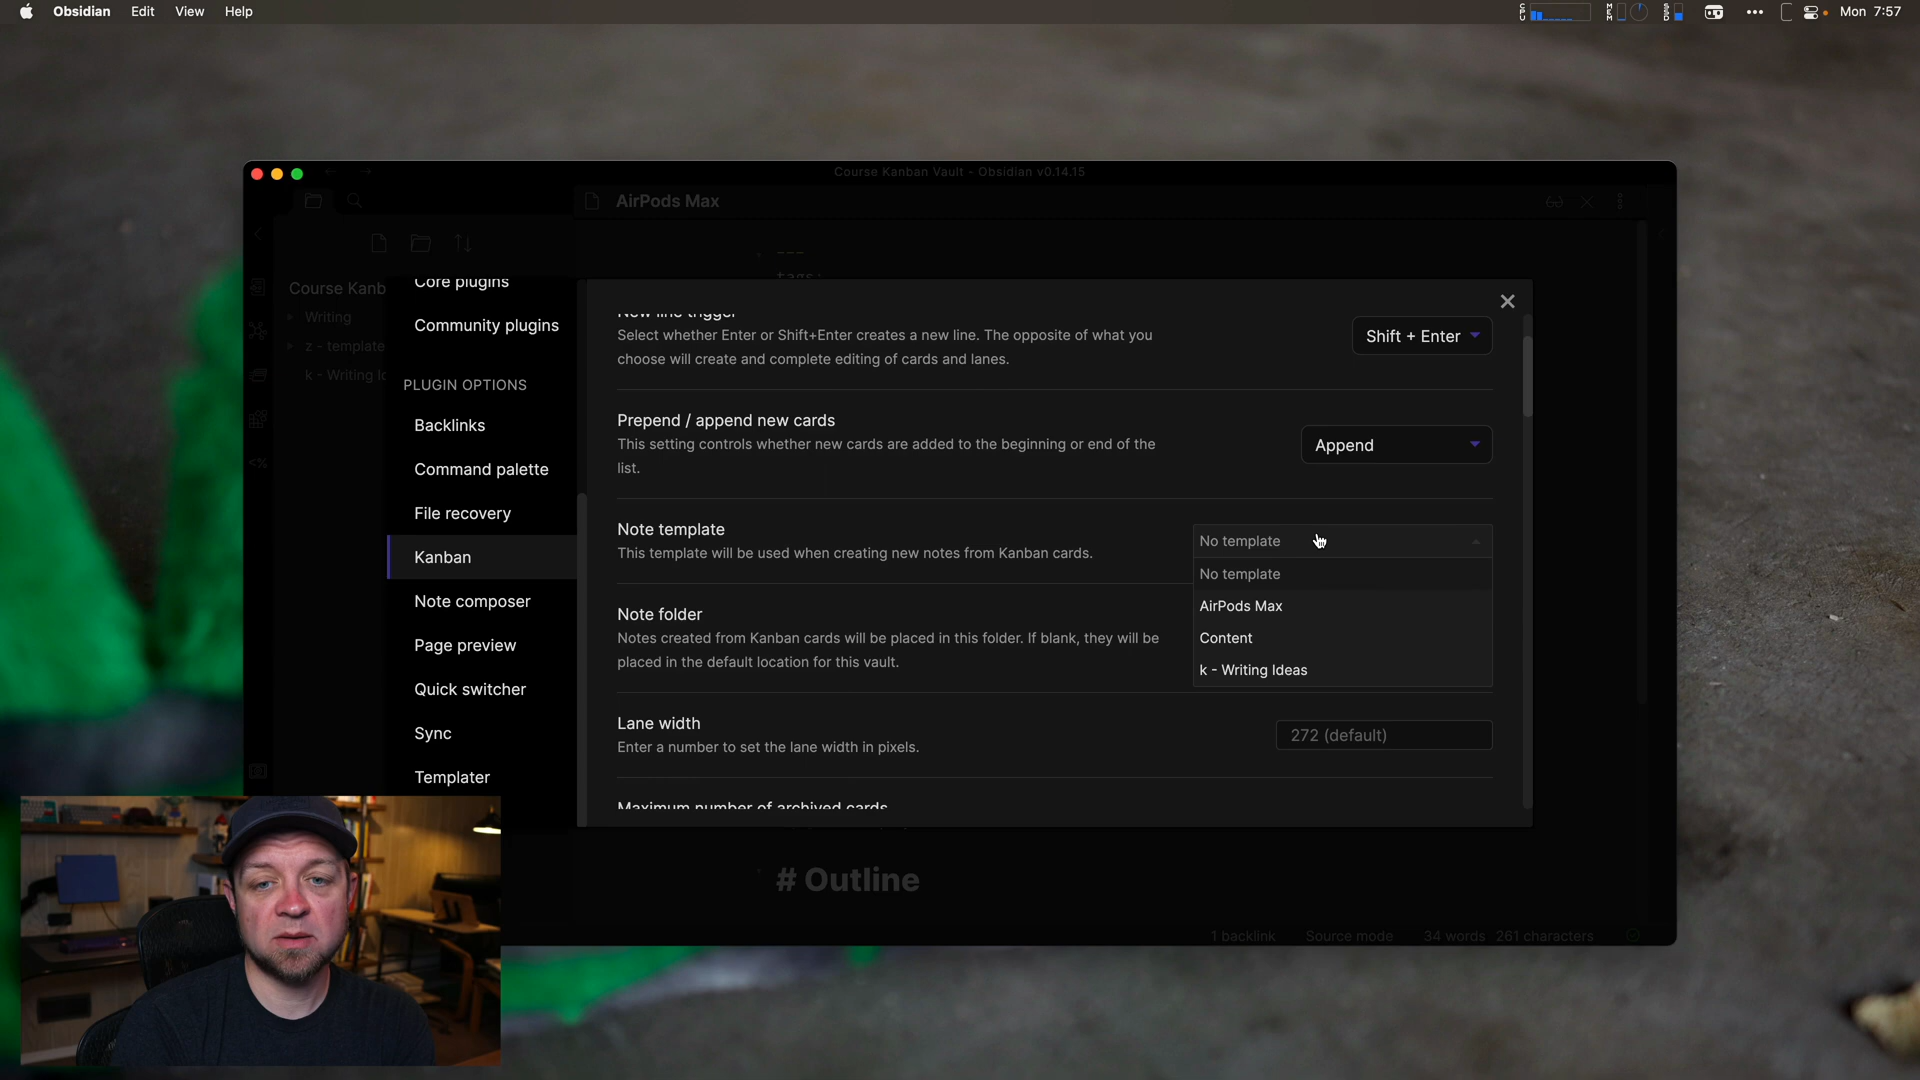 Obsidian Edit View Help
CPU MEM SSD Mon 7:57
Course Kanban Vault - Obsidian v0.14.15
AirPods Max
---
tags:
Course Kanb
Writing
z - template
k - Writing Id
Core plugins
Community plugins
PLUGIN OPTIONS
Backlinks
Command palette
File recovery
Kanban
Note composer
Page preview
Quick switcher
Sync
Templater
New line trigger
Select whether Enter or Shift+Enter creates a new line. The opposite of what you
choose will create and complete editing of cards and lanes.
Shift + Enter
Prepend / append new cards
This setting controls whether new cards are added to the beginning or end of the
list.
Append
Note template
This template will be used when creating new notes from Kanban cards.
No template
No template
AirPods Max
Content
k - Writing Ideas
Note folder
Notes created from Kanban cards will be placed in this folder. If blank, they will be
placed in the default location for this vault.
Lane width
Enter a number to set the lane width in pixels.
272 (default)
Maximum number of archived cards
# Outline
1 backlink Source mode 34 words 261 characters